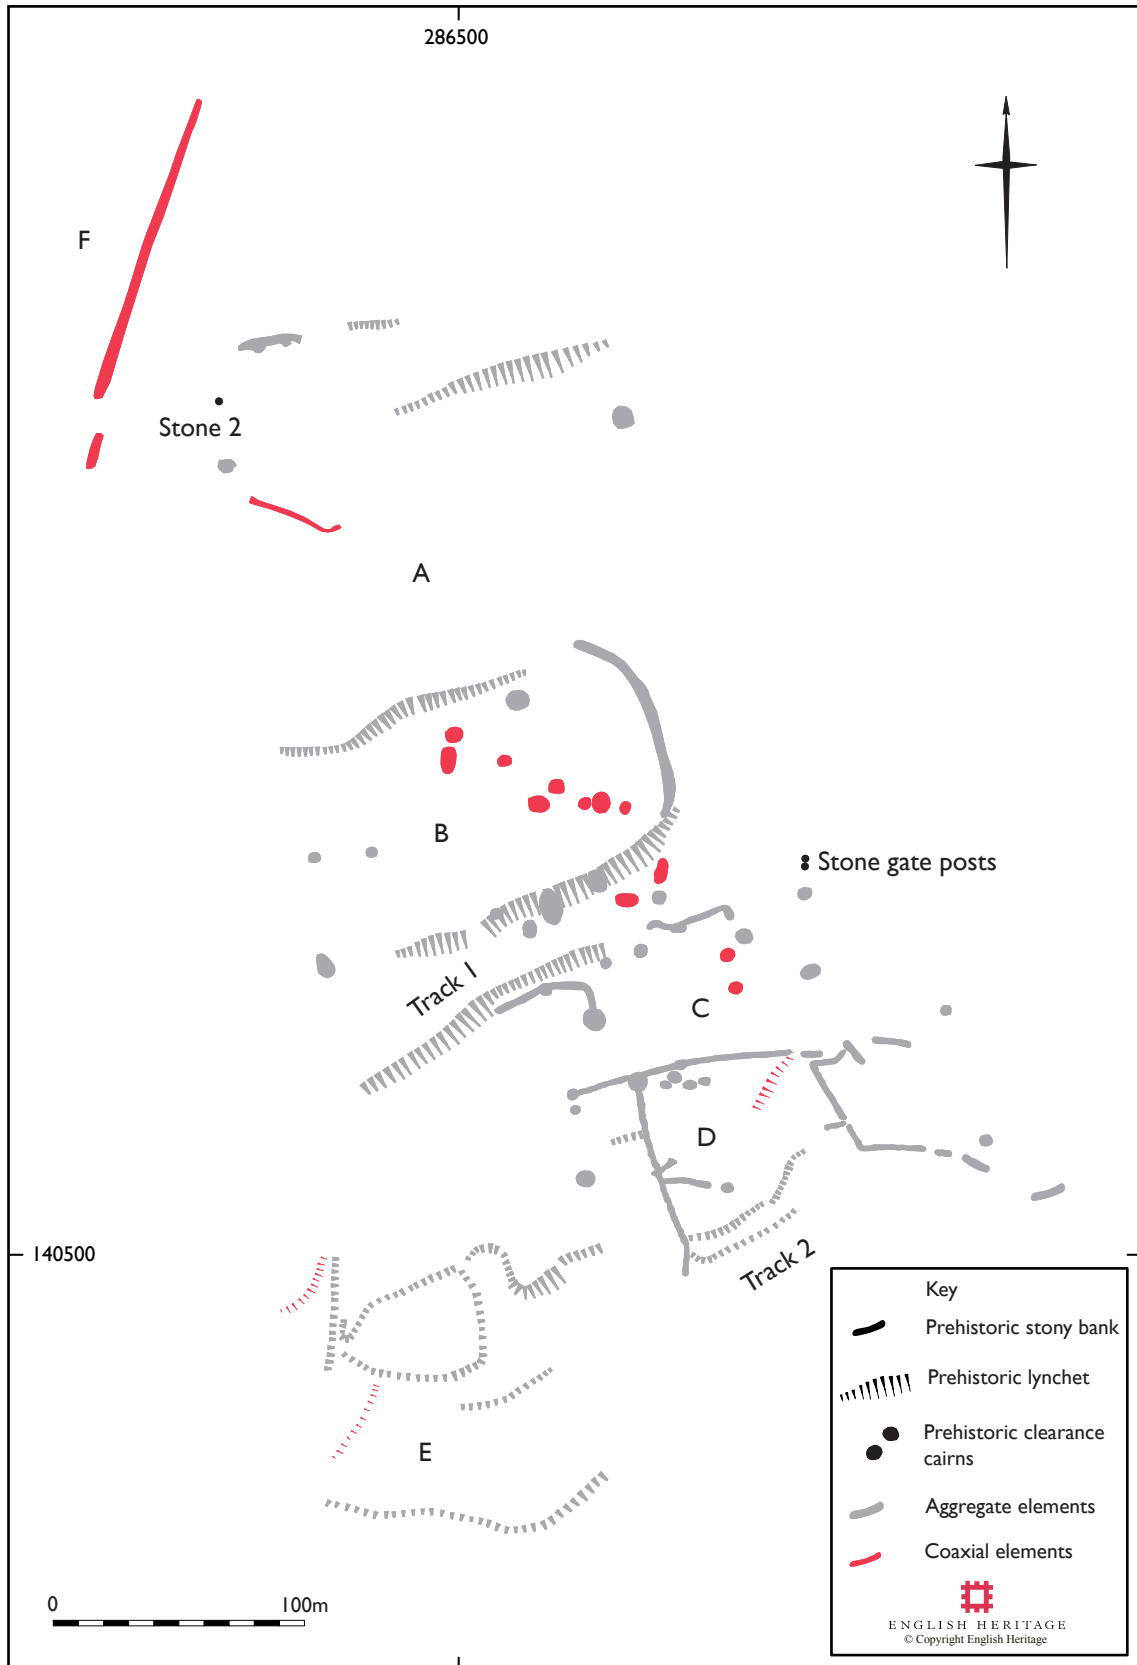 286500
F
Stone 2
A
B
Stone gate posts
Track 1
C
D
140500
Track 2
E
Key
Prehistoric stony bank
Prehistoric lynchet
Prehistoric clearance
cairns
Aggregate elements
Coaxial elements
0 100m
ENGLISH HERITAGE
© Copyright English Heritage